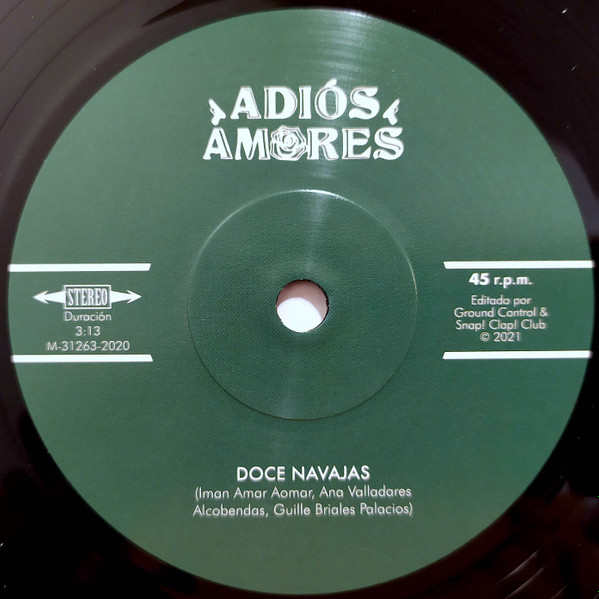 ADIÓS
AMORES
STEREO
Duración
3:13
M-31263-2020
45 r.p.m.
Editado por
Ground Control &
Snap! Clap! Club
© 2021
DOCE NAVAJAS
(Iman Amar Aomar, Ana Valladares
Alcobendas, Guille Briales Palacios)